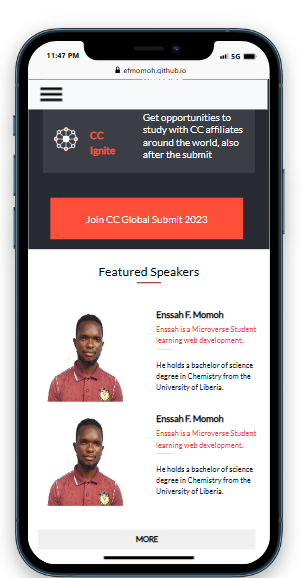 11:47 PM
5G
efmomoh.github.io
CC
Ignite
Get opportunities to
study with CC affiliates
around the world, also
after the submit
Join CC Global Submit 2023
Featured Speakers
Enssah F. Momoh
Enssah is a Microverse Student
learning web development.
He holds a bachelor of science
degree in Chemistry from the
University of Liberia.
Enssah F. Momoh
Enssah is a Microverse Student
learning web development.
He holds a bachelor of science
degree in Chemistry from the
University of Liberia.
MORE